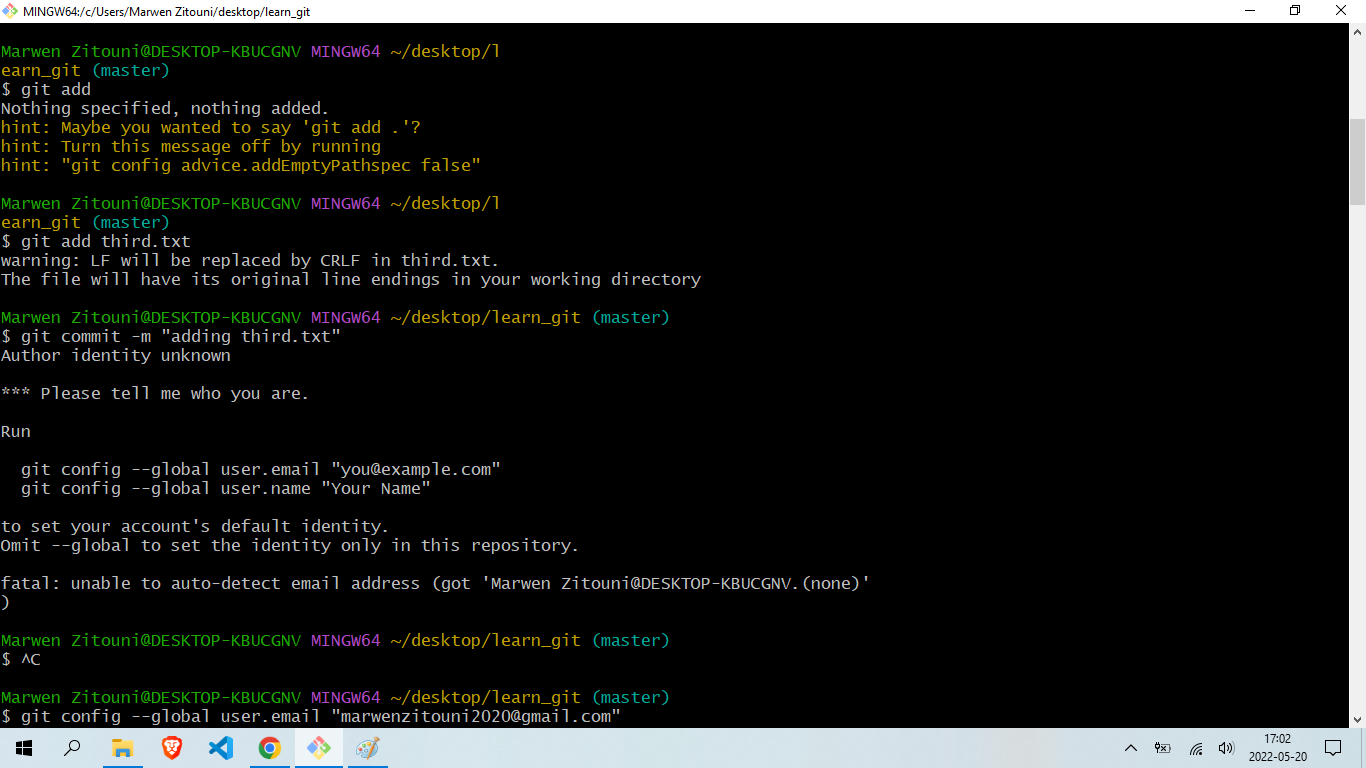 MINGW64:/c/Users/Marwen Zitouni/desktop/learn_git
Marwen Zitouni@DESKTOP-KBUCGNV MINGW64 ~/desktop/l
earn_git (master)
$ git add
Nothing specified, nothing added.
hint: Maybe you wanted to say 'git add .'?
hint: Turn this message off by running
hint: "git config advice.addEmptyPathspec false"
Marwen Zitouni@DESKTOP-KBUCGNV MINGW64 ~/desktop/l
earn_git (master)
$ git add third.txt
warning: LF will be replaced by CRLF in third.txt.
The file will have its original line endings in your working directory
Marwen Zitouni@DESKTOP-KBUCGNV MINGW64 ~/desktop/learn_git (master)
$ git commit -m "adding third.txt"
Author identity unknown
*** Please tell me who you are.
Run
git config --global user.email "you@example.com"
git config --global user.name "Your Name"
to set your account's default identity.
Omit --global to set the identity only in this repository.
fatal: unable to auto-detect email address (got 'Marwen Zitouni@DESKTOP-KBUCGNV.(none)'
)
Marwen Zitouni@DESKTOP-KBUCGNV MINGW64 ~/desktop/learn_git (master)
$ ^C
Marwen Zitouni@DESKTOP-KBUCGNV MINGW64 ~/desktop/learn_git (master)
$ git config --global user.email "marwenzitouni2020@gmail.com"
17:02
2022-05-20